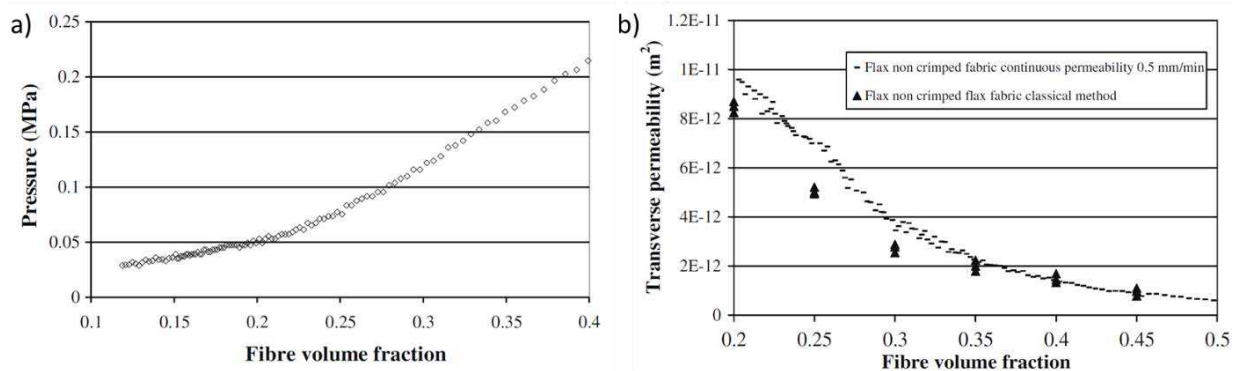 a)
0.25
0.2
0.15
0.1
0.05
0
Pressure (MPa)
0.1 0.15 0.2 0.25 0.3 0.35 0.4
Fibre volume fraction
b)
1.2E-11
1E-11
8E-12
6E-12
4E-12
2E-12
0
Transverse permeability (m²)
Flax non crimped fabric continuous permeability 0.5 mm/min
Flax non crimped flax fabric classical method
0.2 0.25 0.3 0.35 0.4 0.45 0.5
Fibre volume fraction